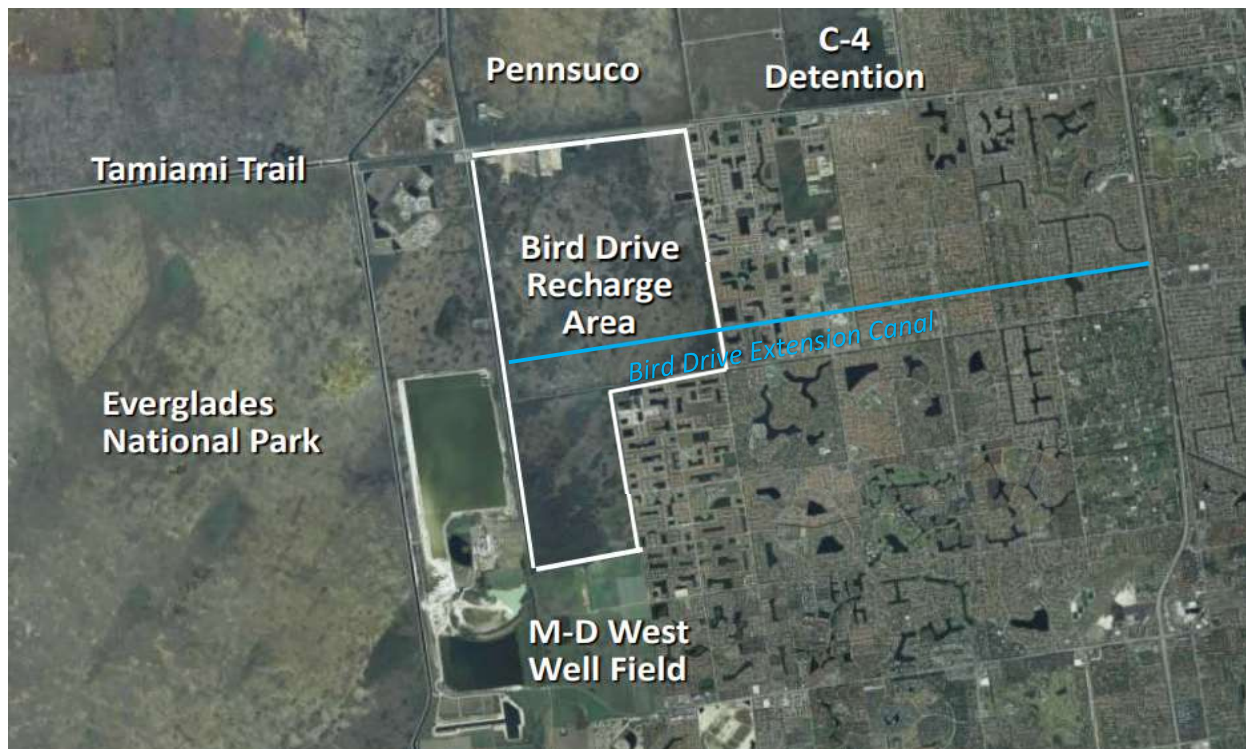 C-4
Detention
Pennsuco
Tamiami Trail
Bird Drive
Recharge
Area
Bird Drive Extension Canal
Everglades
National Park
M-D West
Well Field